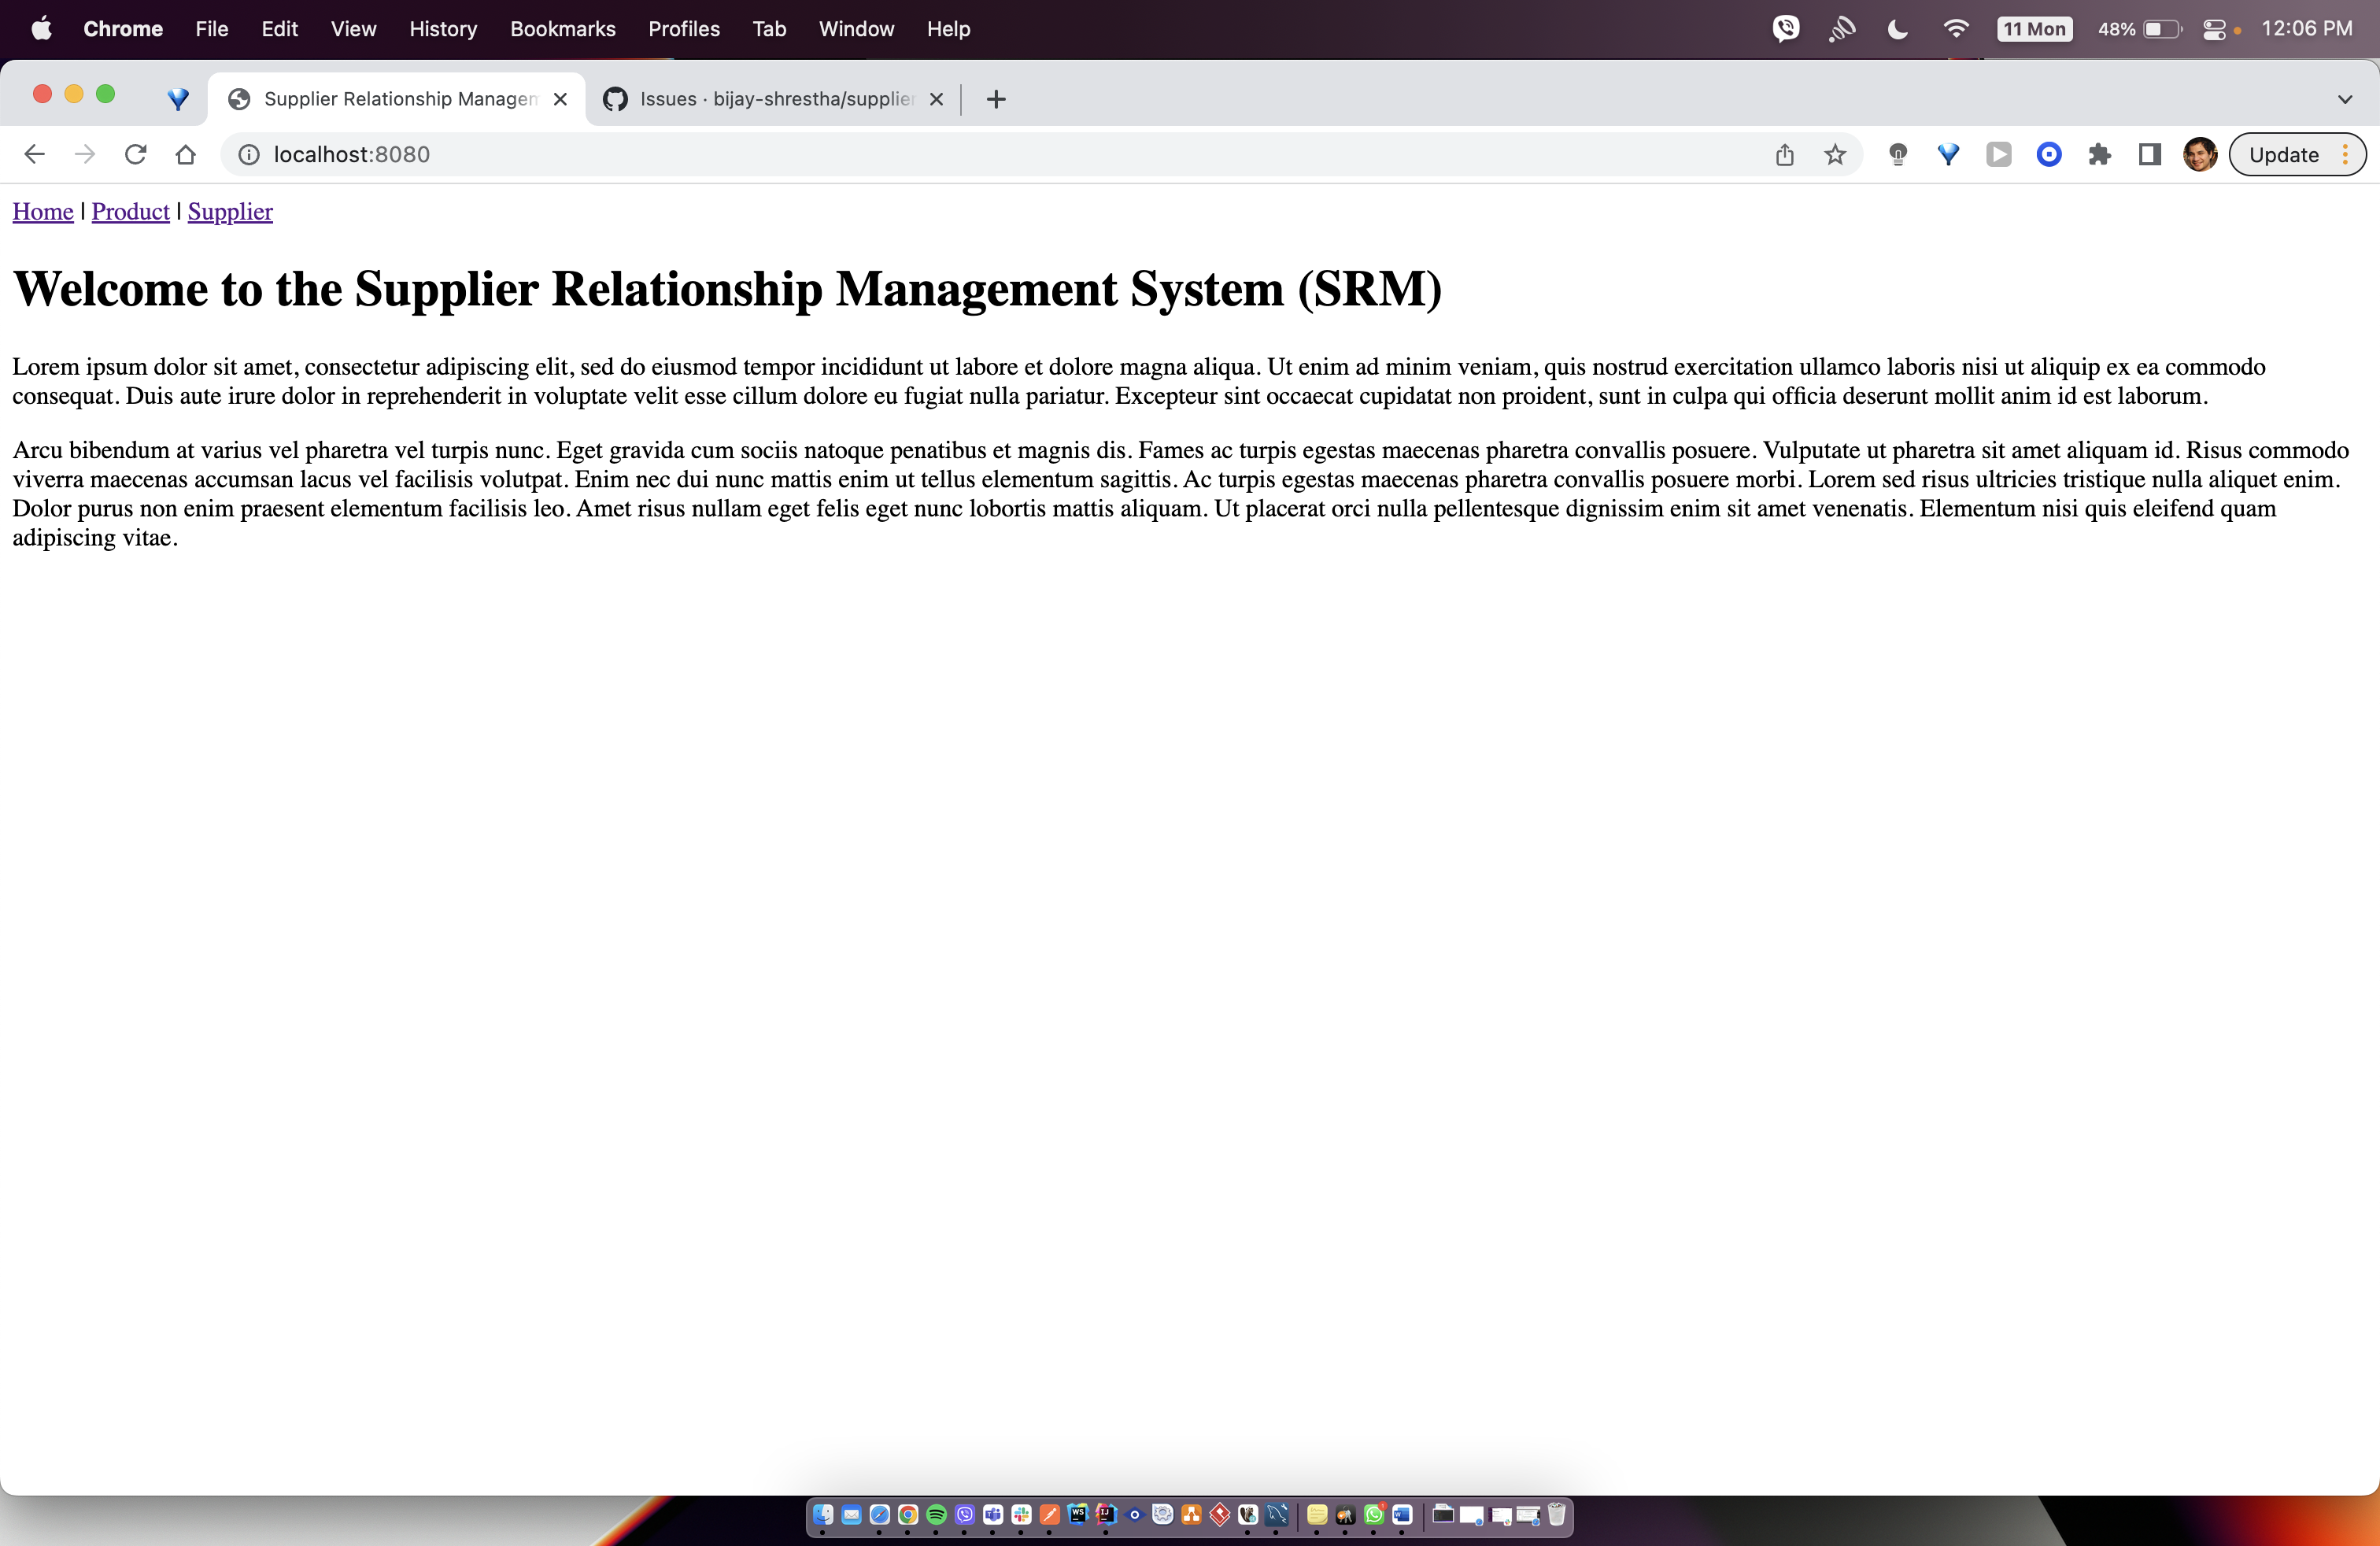 Chrome File Edit View History Bookmarks Profiles Tab Window Help 11 Mon 48% 12:06 PM
Supplier Relationship Managem Issues · bijay-shrestha/supplier
localhost:8080 Update
Home | Product | Supplier
Welcome to the Supplier Relationship Management System (SRM)
Lorem ipsum dolor sit amet, consectetur adipiscing elit, sed do eiusmod tempor incididunt ut labore et dolore magna aliqua. Ut enim ad minim veniam, quis nostrud exercitation ullamco laboris nisi ut aliquip ex ea commodo
consequat. Duis aute irure dolor in reprehenderit in voluptate velit esse cillum dolore eu fugiat nulla pariatur. Excepteur sint occaecat cupidatat non proident, sunt in culpa qui officia deserunt mollit anim id est laborum.
Arcu bibendum at varius vel pharetra vel turpis nunc. Eget gravida cum sociis natoque penatibus et magnis dis. Fames ac turpis egestas maecenas pharetra convallis posuere. Vulputate ut pharetra sit amet aliquam id. Risus commodo
viverra maecenas accumsan lacus vel facilisis volutpat. Enim nec dui nunc mattis enim ut tellus elementum sagittis. Ac turpis egestas maecenas pharetra convallis posuere morbi. Lorem sed risus ultricies tristique nulla aliquet enim.
Dolor purus non enim praesent elementum facilisis leo. Amet risus nullam eget felis eget nunc lobortis mattis aliquam. Ut placerat orci nulla pellentesque dignissim enim sit amet venenatis. Elementum nisi quis eleifend quam
adipiscing vitae.
WS IJ W